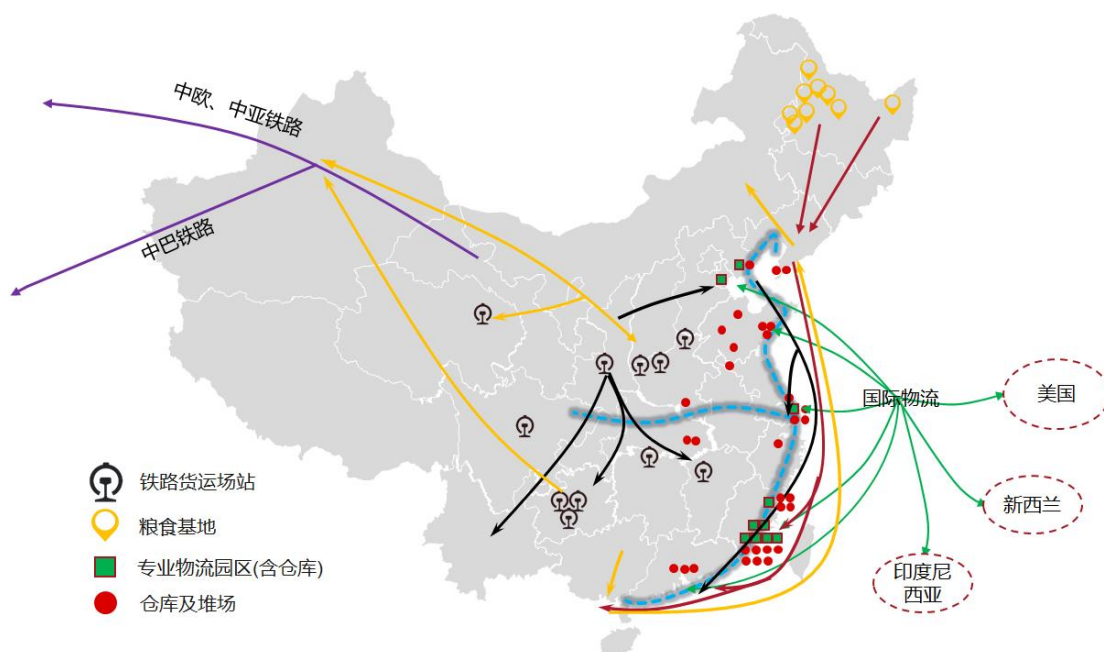 中欧、中亚铁路
中巴铁路
国际物流
美国
新西兰
印度尼
西亚
铁路货运场站
粮食基地
专业物流园区(含仓库)
仓库及堆场